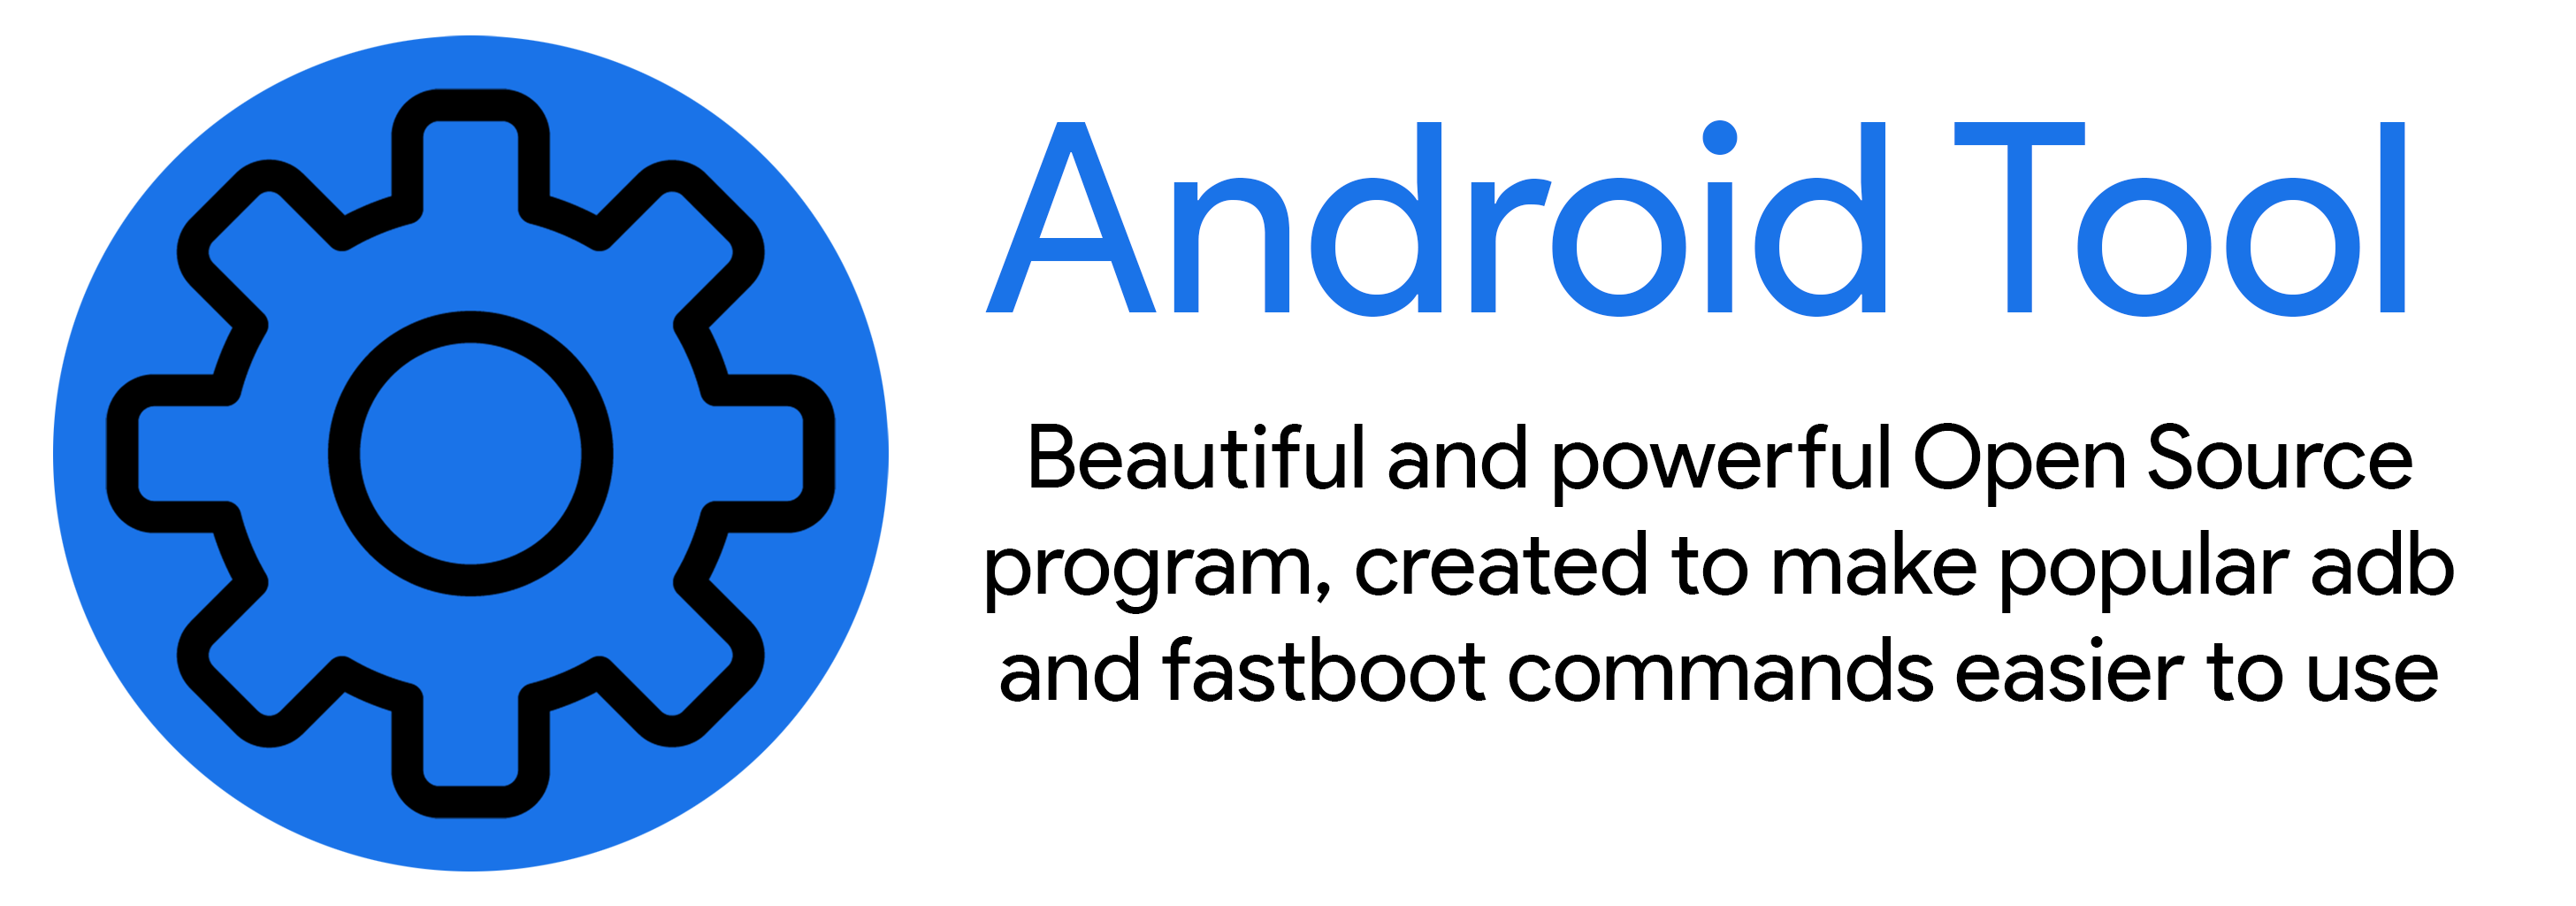 Android Tool
Beautiful and powerful Open Source
program, created to make popular adb
and fastboot commands easier to use